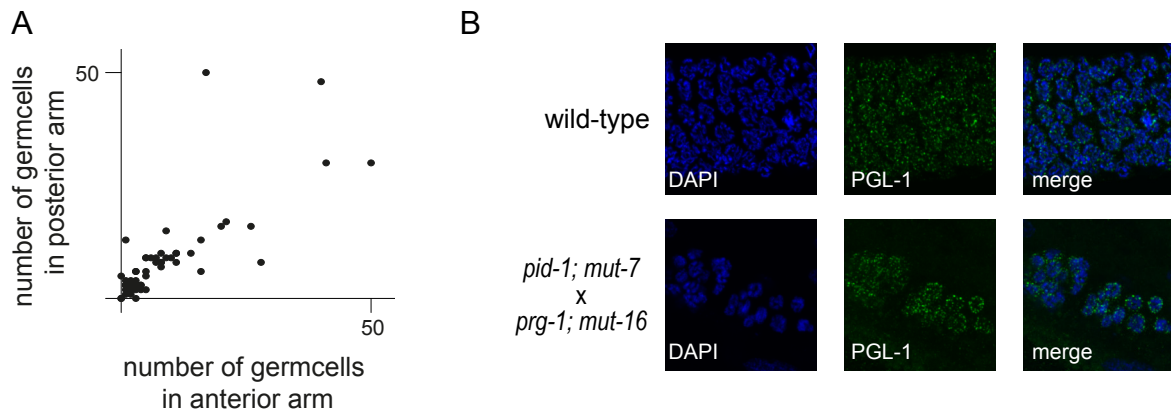 A
50
number of germcells
in posterior arm
50
number of germcells
in anterior arm
B
wild-type
DAPI
PGL-1
merge
pid-1; mut-7
x
prg-1; mut-16
DAPI
PGL-1
merge